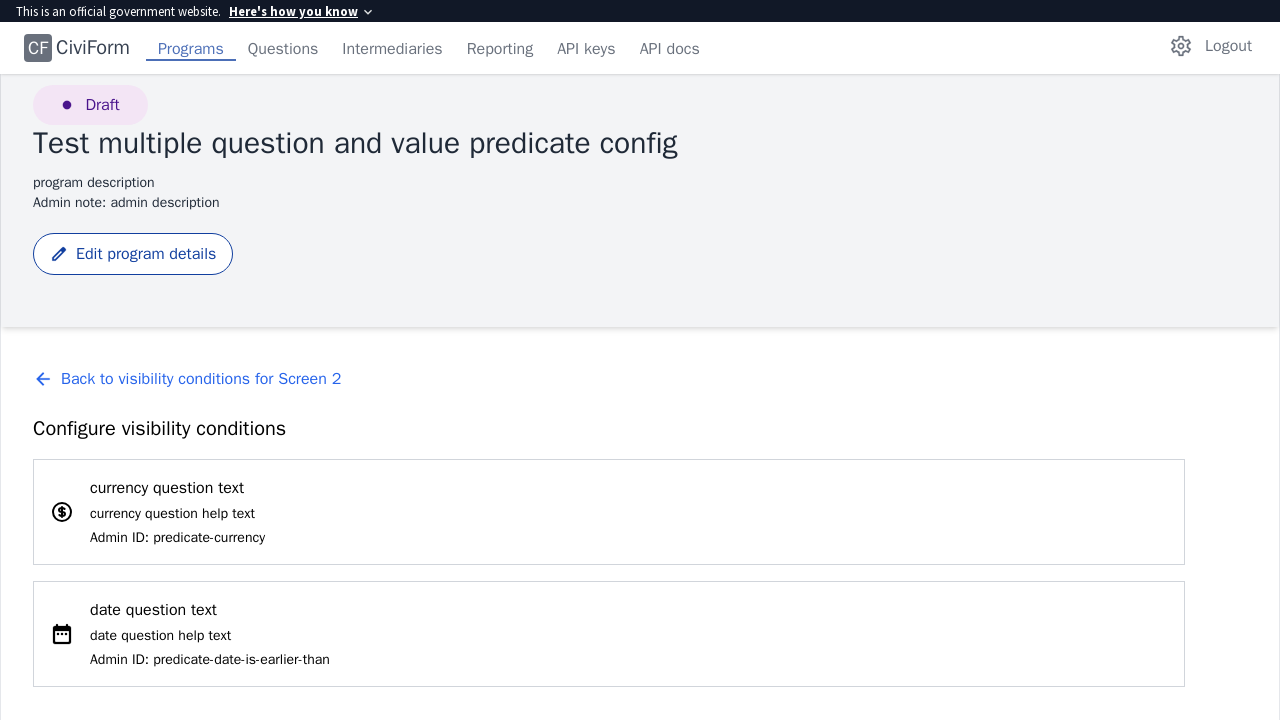 This is an official government website. Here's how you know
CF CiviForm Programs Questions Intermediaries Reporting API keys API docs Logout
Draft
Test multiple question and value predicate config
program description
Admin note: admin description
Edit program details
Back to visibility conditions for Screen 2
Configure visibility conditions
currency question text
currency question help text
Admin ID: predicate-currency
date question text
date question help text
Admin ID: predicate-date-is-earlier-than